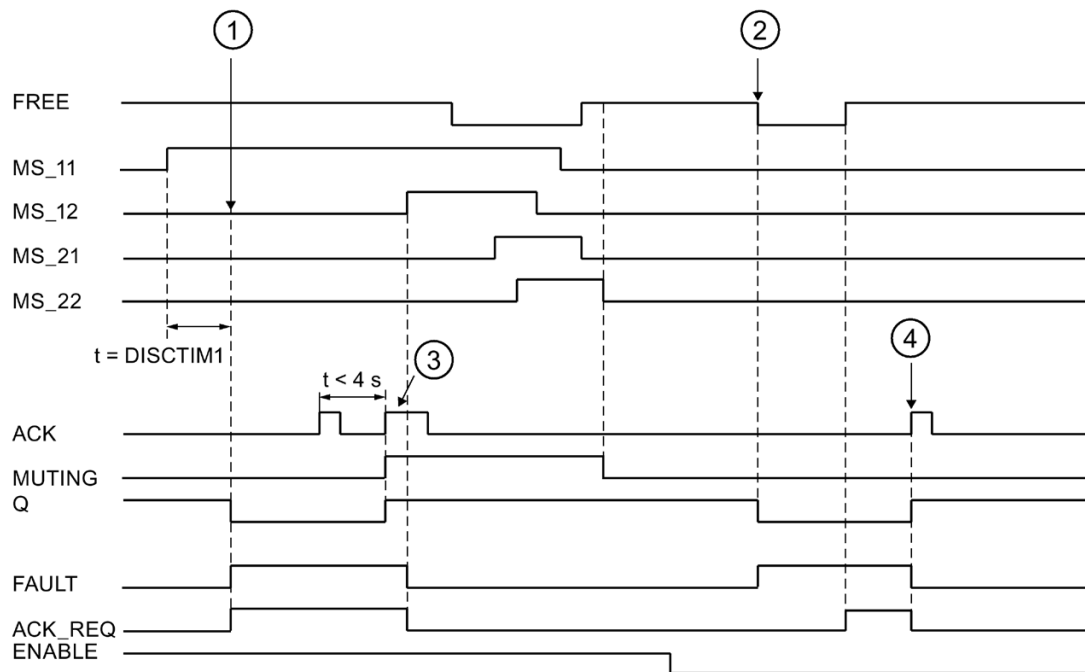 1
2
FREE
MS_11
MS_12
MS_21
MS_22
t = DISCTIM1
3
4
t < 4 s
ACK
MUTING
Q
FAULT
ACK_REQ
ENABLE